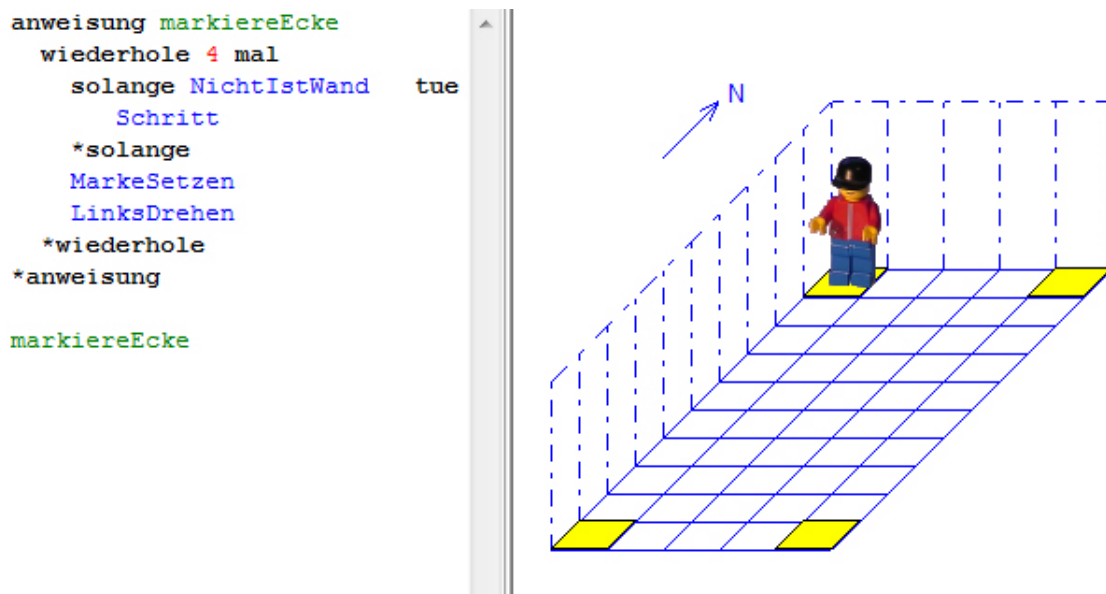 anweisung markiereEcke
wiederhole 4 mal
solange NichtIstWand tue
Schritt
*solange
MarkeSetzen
LinksDrehen
*wiederhole
*anweisung
markiereEcke
N